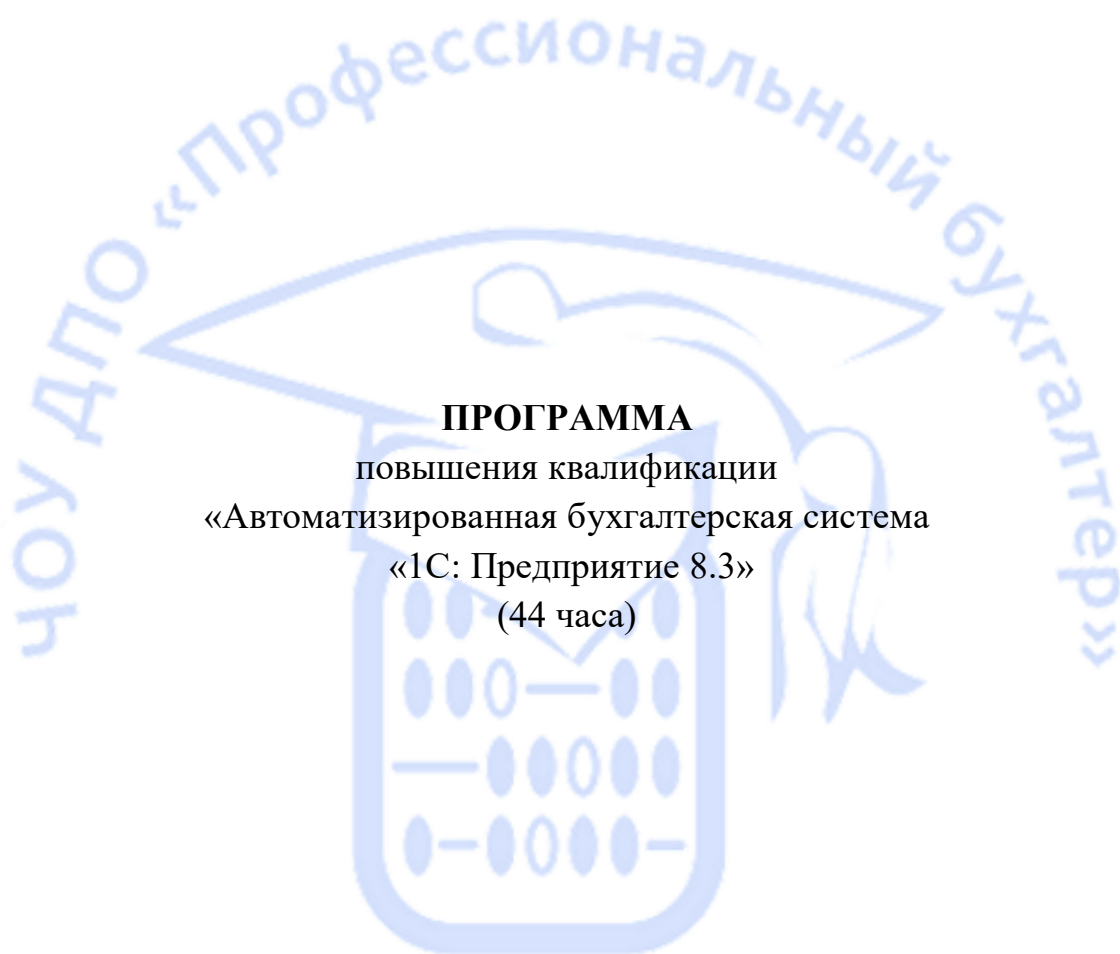 ЧОУ ДПО «Профессиональный бухгалтер»
ПРОГРАММА
повышения квалификации
«Автоматизированная бухгалтерская система
«1С: Предприятие 8.3»
(44 часа)